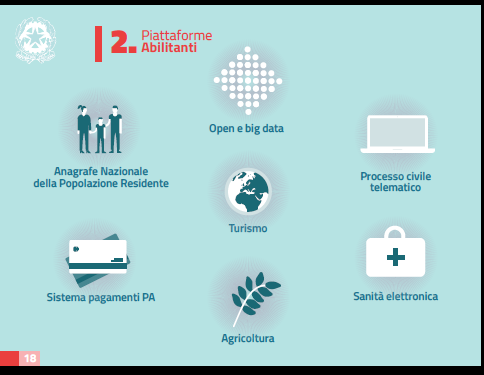 2. Piattaforme
Abilitanti
Open e big data
Anagrafe Nazionale
della Popolazione Residente
Processo civile
telematico
Turismo
Sistema pagamenti PA
Sanità elettronica
Agricoltura
18